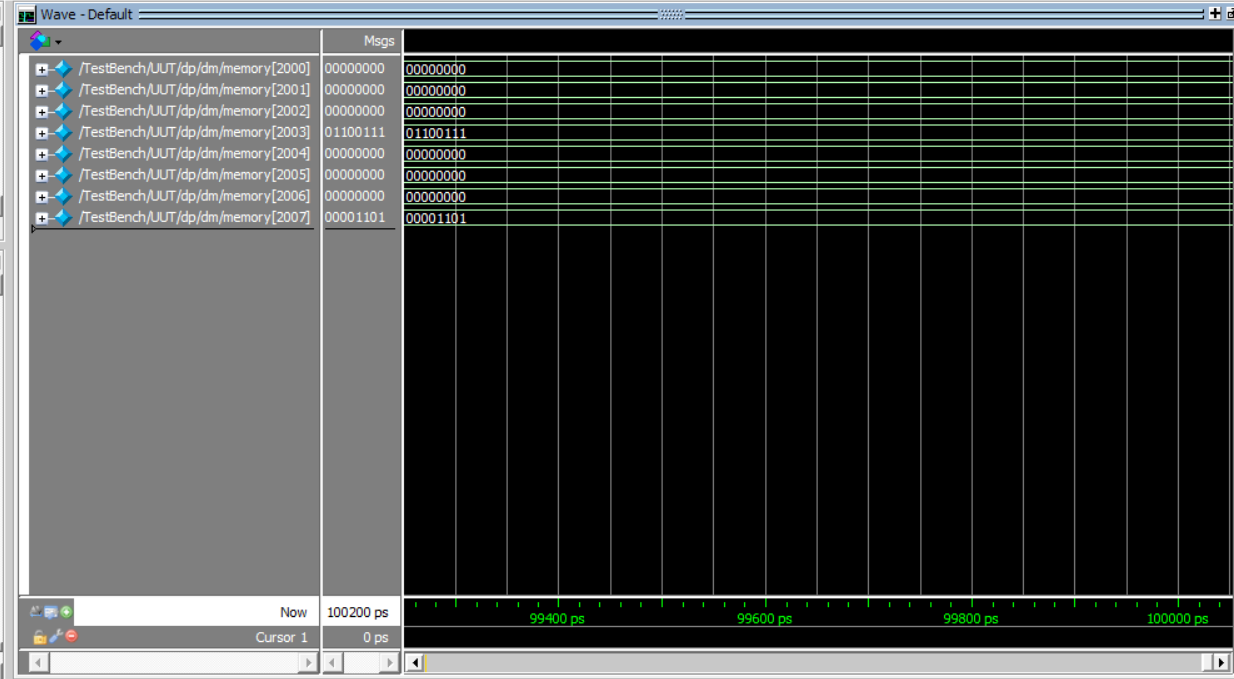 Wave - Default
Msgs
/TestBench/UUT/dp/dm/memory[2000] 00000000 00000000
/TestBench/UUT/dp/dm/memory[2001] 00000000 00000000
/TestBench/UUT/dp/dm/memory[2002] 00000000 00000000
/TestBench/UUT/dp/dm/memory[2003] 01100111 01100111
/TestBench/UUT/dp/dm/memory[2004] 00000000 00000000
/TestBench/UUT/dp/dm/memory[2005] 00000000 00000000
/TestBench/UUT/dp/dm/memory[2006] 00000000 00000000
/TestBench/UUT/dp/dm/memory[2007] 00001101 00001101
Now 100200 ps 99400 ps 99600 ps 99800 ps 100000 ps
Cursor 1 0 ps